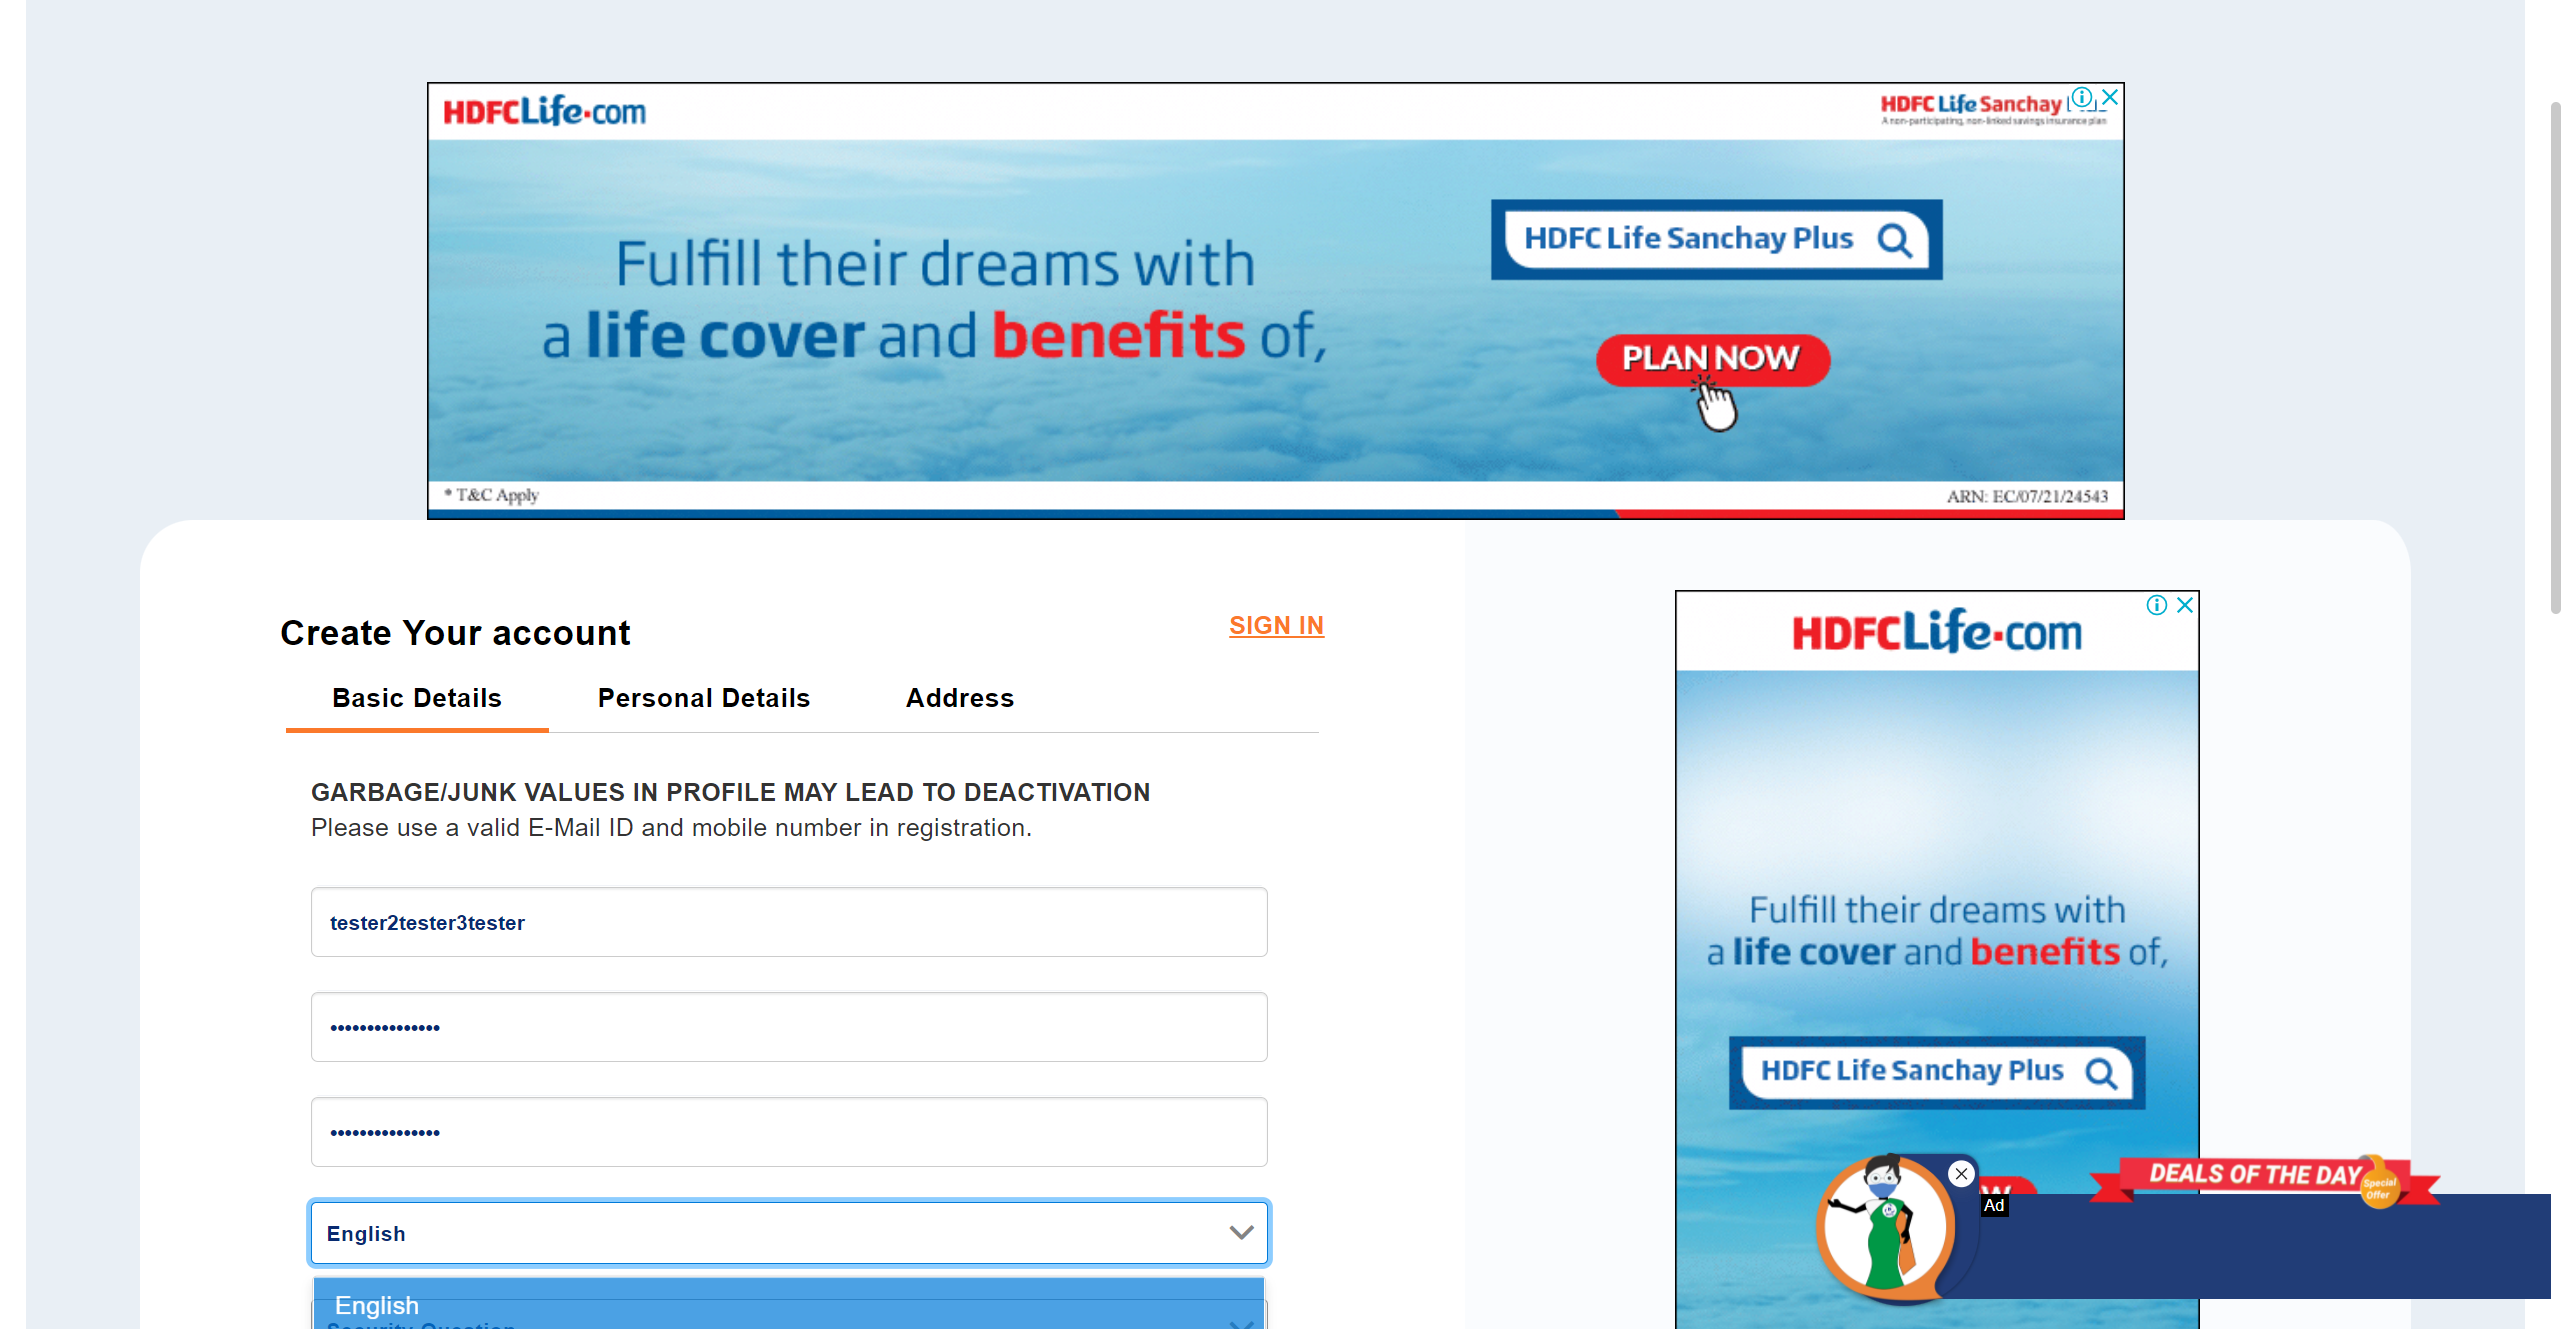 HDFCLife.com
HDFC Life Sanchay
A non-participating, non-linked savings insurance plan
Fulfill their dreams with
a life cover and benefits of,
HDFC Life Sanchay Plus
PLAN NOW
* T&C Apply
ARN: EC/07/21/24543
Create Your account
SIGN IN
Basic Details
Personal Details
Address
GARBAGE/JUNK VALUES IN PROFILE MAY LEAD TO DEACTIVATION
Please use a valid E-Mail ID and mobile number in registration.
tester2tester3tester
•••••••••••••••
•••••••••••••••
English
English
Security Question
HDFCLife.com
Fulfill their dreams with
a life cover and benefits of,
HDFC Life Sanchay Plus
DEALS OF THE DAY
Special
Offer
Ad